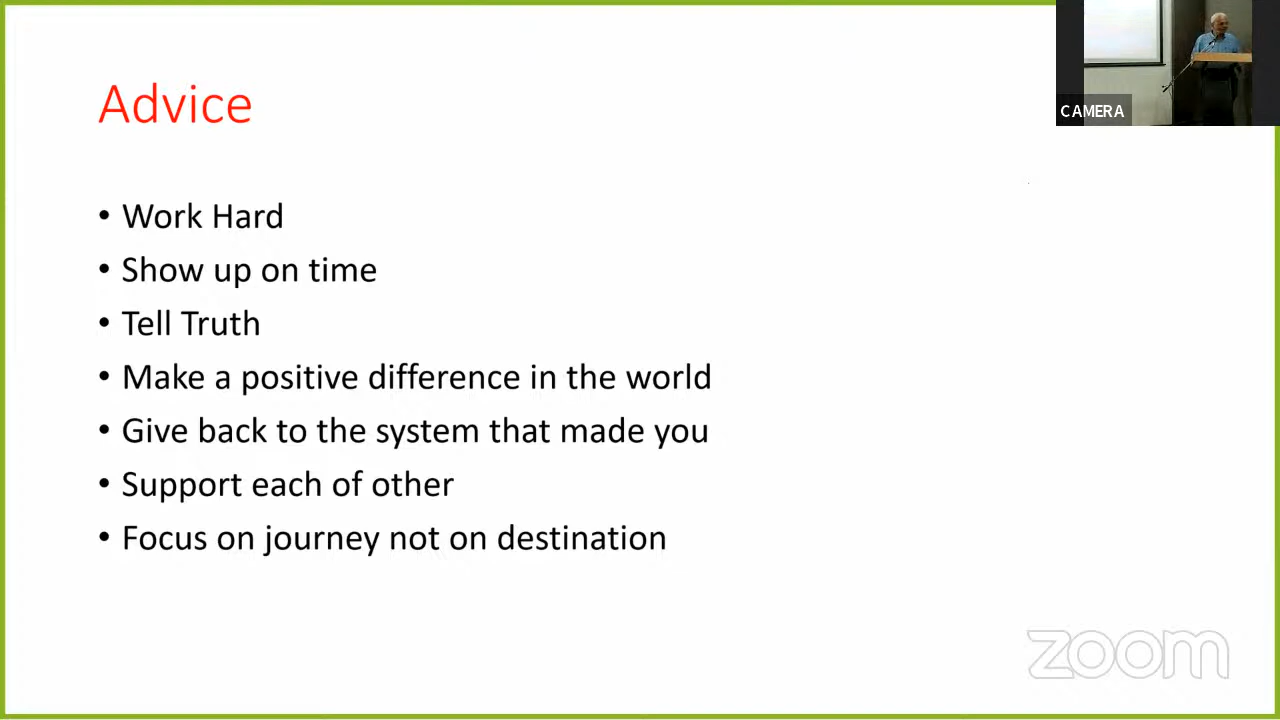 Advice
CAMERA
• Work Hard
• Show up on time
• Tell Truth
• Make a positive difference in the world
• Give back to the system that made you
• Support each of other
• Focus on journey not on destination
zoom